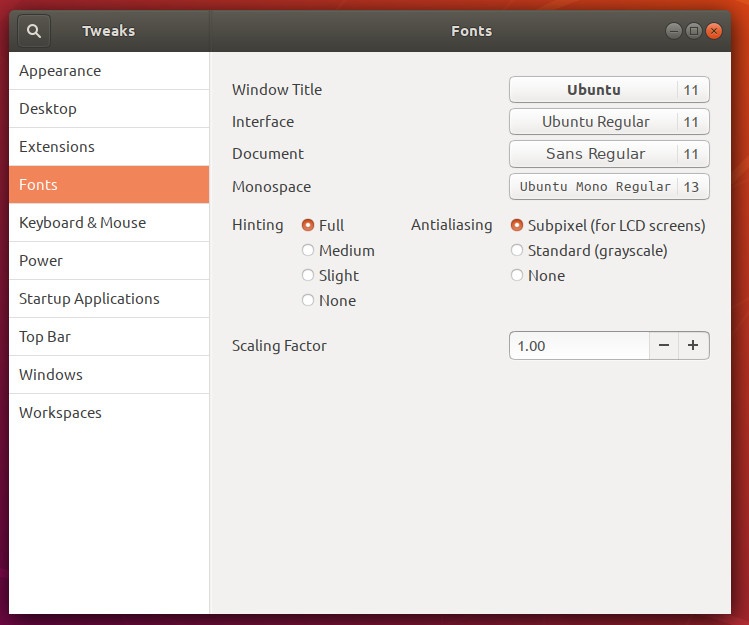 Tweaks
Fonts
Appearance
Desktop
Extensions
Fonts
Keyboard & Mouse
Power
Startup Applications
Top Bar
Windows
Workspaces
Window Title Ubuntu 11
Interface Ubuntu Regular 11
Document Sans Regular 11
Monospace Ubuntu Mono Regular 13
Hinting Full Antialiasing Subpixel (for LCD screens)
Medium Standard (grayscale)
Slight None
None
Scaling Factor 1.00 − +